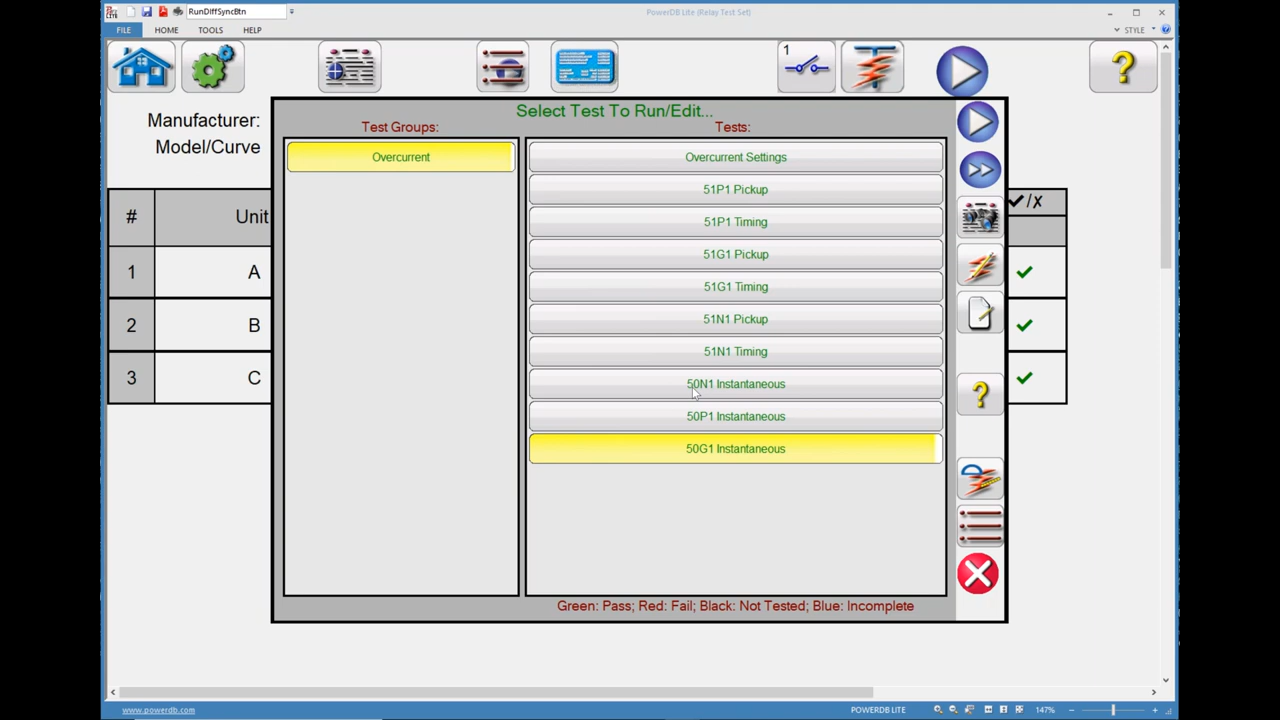 RunDiffSyncBtn
PowerDB Lite (Relay Test Set)
FILE HOME TOOLS HELP
STYLE
1
Manufacturer:
Model/Curve
Select Test To Run/Edit...
Test Groups:
Tests:
Overcurrent
Overcurrent Settings
51P1 Pickup
51P1 Timing
51G1 Pickup
51G1 Timing
51N1 Pickup
51N1 Timing
50N1 Instantaneous
50P1 Instantaneous
50G1 Instantaneous
Green: Pass; Red: Fail; Black: Not Tested; Blue: Incomplete
# Unit ✓/x
1 A ✓
2 B ✓
3 C ✓
www.powerdb.com
POWERDB LITE
147%